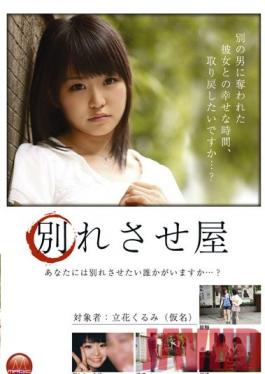 別の男に奪われた
彼女との幸せな時間、
取り戻したいですか…?
別れさせ屋
あなたには別れさせたい誰かがいますか…?
対象者:立花くるみ(仮名)